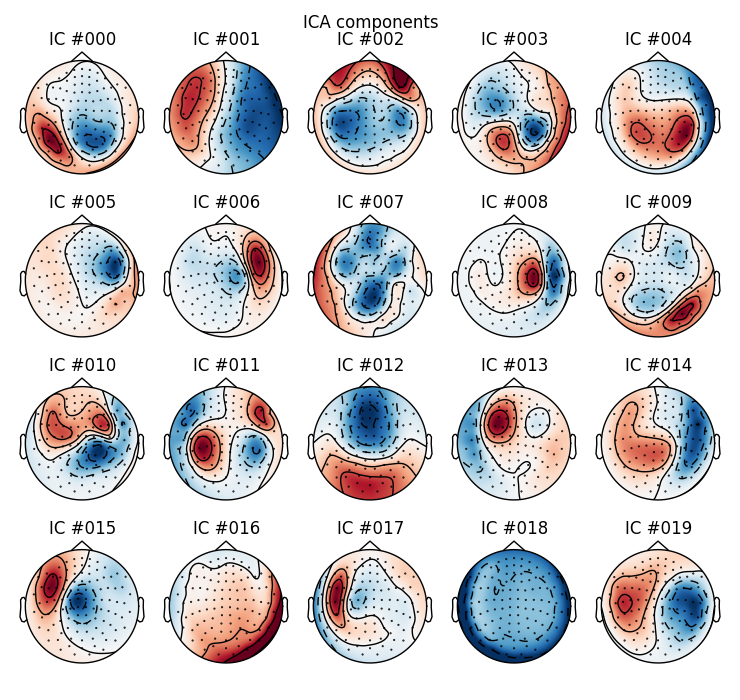 ICA components
IC #000 IC #001 IC #002 IC #003 IC #004
IC #005 IC #006 IC #007 IC #008 IC #009
IC #010 IC #011 IC #012 IC #013 IC #014
IC #015 IC #016 IC #017 IC #018 IC #019